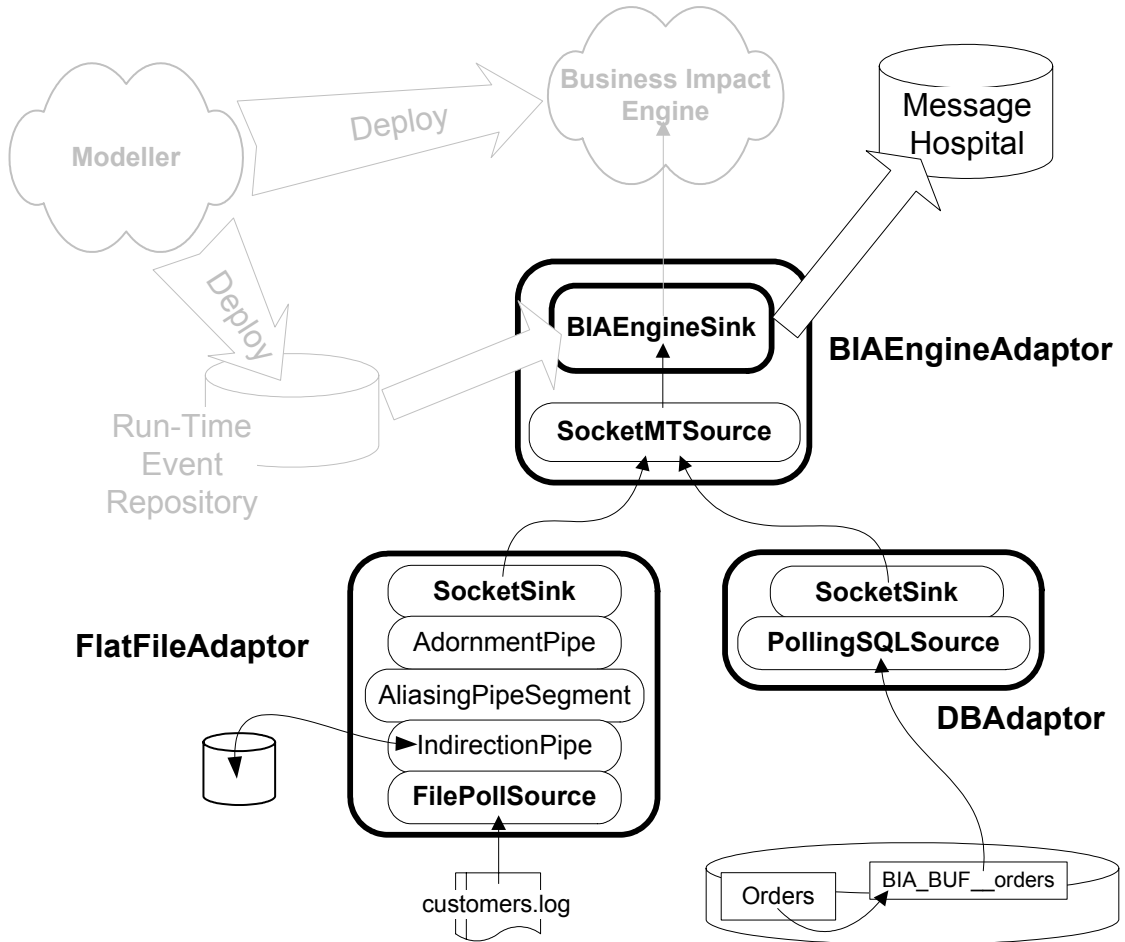 Business Impact
Engine
Message
Hospital
Deploy
Modeller
Deploy
BIAEngineSink
BIAEngineAdaptor
SocketMTSource
Run-Time
Event
Repository
SocketSink
AdornmentPipe
AliasingPipeSegment
IndirectionPipe
FilePollSource
FlatFileAdaptor
customers.log
SocketSink
PollingSQLSource
DBAdaptor
Orders
BIA_BUF__orders